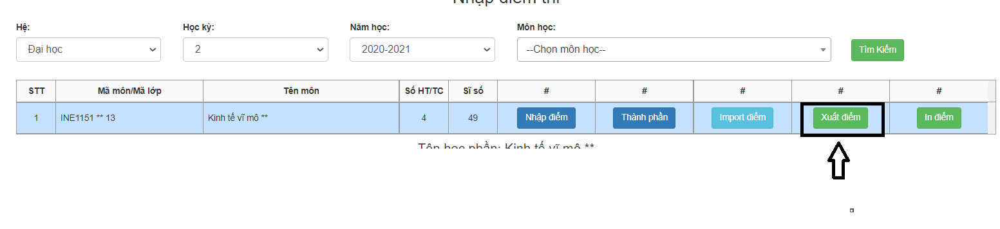 Nhập điểm thi
Hệ: Học kỳ: Năm học: Môn học:
Đại học 2 2020-2021 --Chọn môn học-- Tìm Kiếm
STT Mã môn/Mã lớp Tên môn Số HT/TC Sĩ số # # # # #
1 INE1151 ** 13 Kinh tế vĩ mô ** 4 49 Nhập điểm Thành phần Import điểm Xuất điểm In điểm
Tên học phần: Kinh tế vĩ mô **